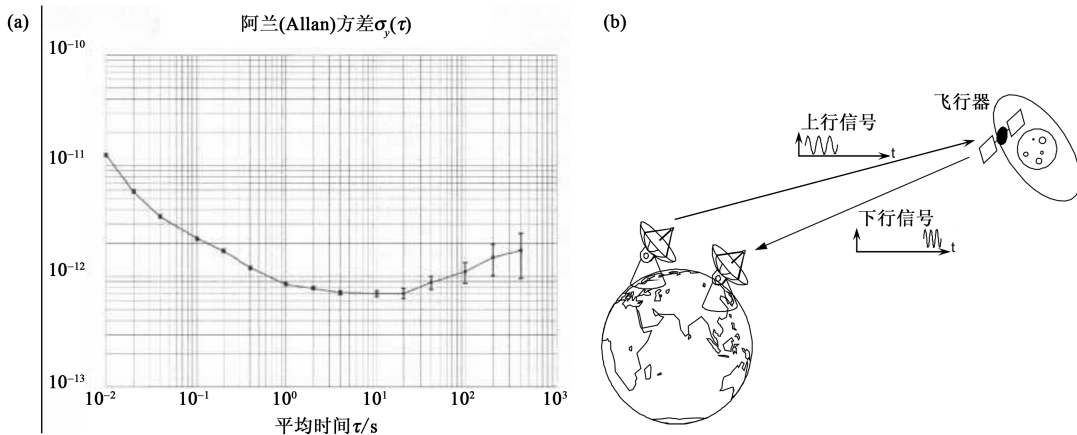 (a)
阿兰(Allan)方差σ_y(τ)
10⁻¹⁰
10⁻¹¹
10⁻¹²
10⁻¹³
10⁻² 10⁻¹ 10⁰ 10¹ 10² 10³
平均时间τ/s
(b)
飞行器
上行信号
t
下行信号
t